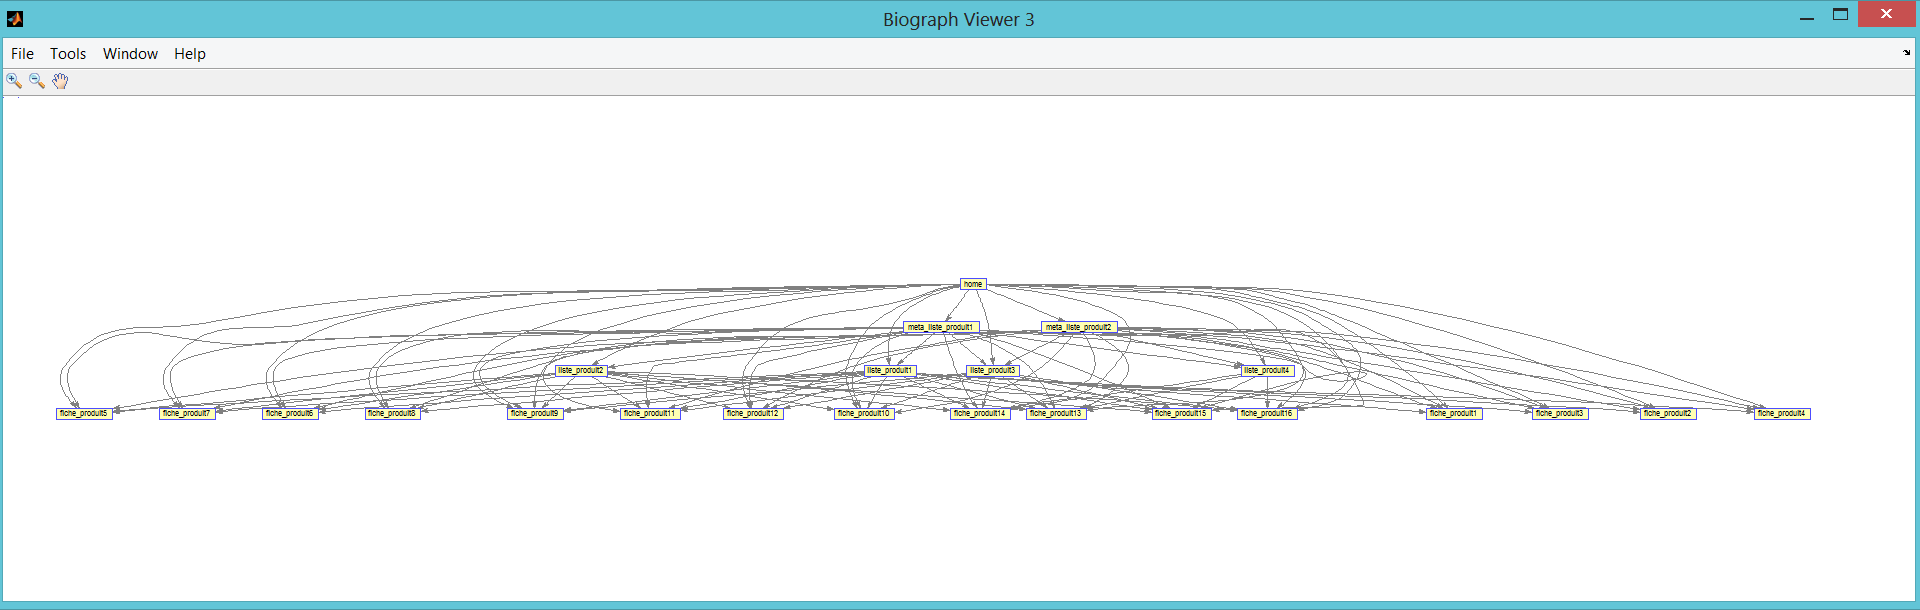 Biograph Viewer 3
File Tools Window Help
home
meta_liste_produit1 meta_liste_produit2
liste_produit2 liste_produit1 liste_produit3 liste_produit4
fiche_produit5 fiche_produit7 fiche_produit6 fiche_produit8 fiche_produit9 fiche_produit11 fiche_produit12 fiche_produit10 fiche_produit14 fiche_produit13 fiche_produit15 fiche_produit16 fiche_produit1 fiche_produit3 fiche_produit2 fiche_produit4